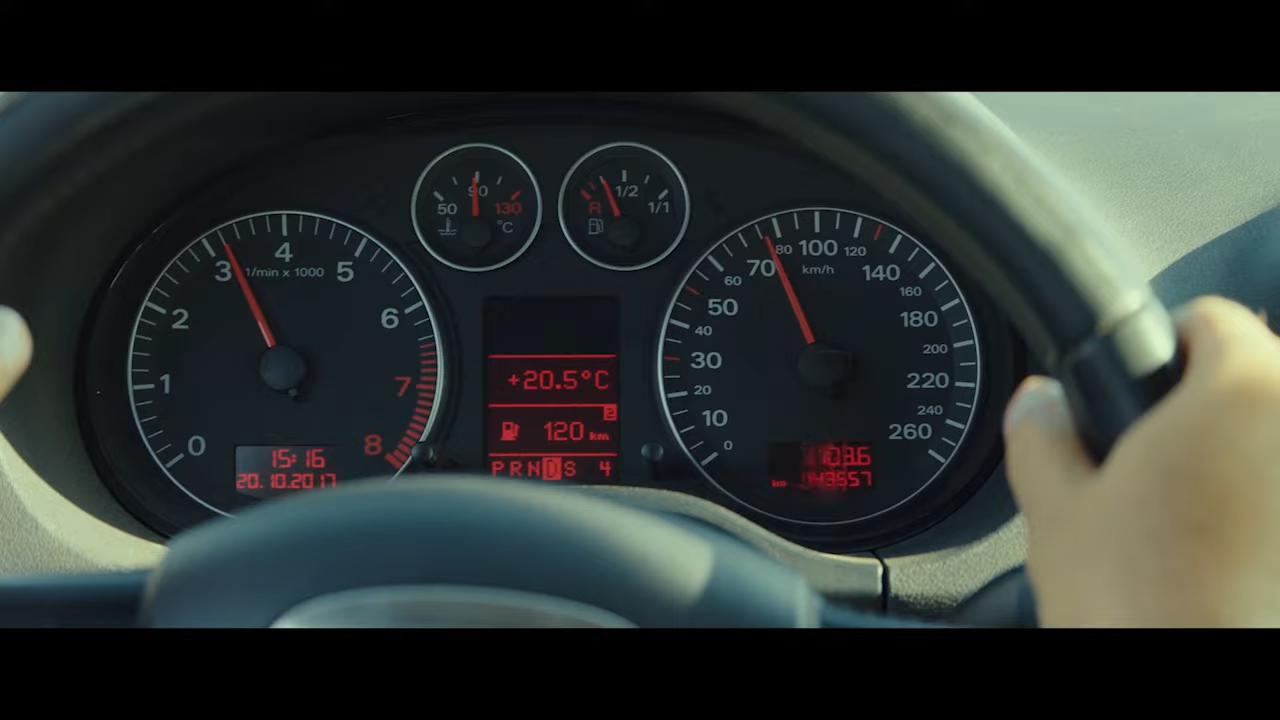 50 90 130
°C
R 1/2 1/1
0 1 2 3 4 5 6 7 8
1/min x 1000
15:16
20.10.2017
+20.5°C
2
120 km
PRNDS 4
0 10 20 30 40 50 60 70 80 100 120 140 160 180 200 220 240 260
km/h
km